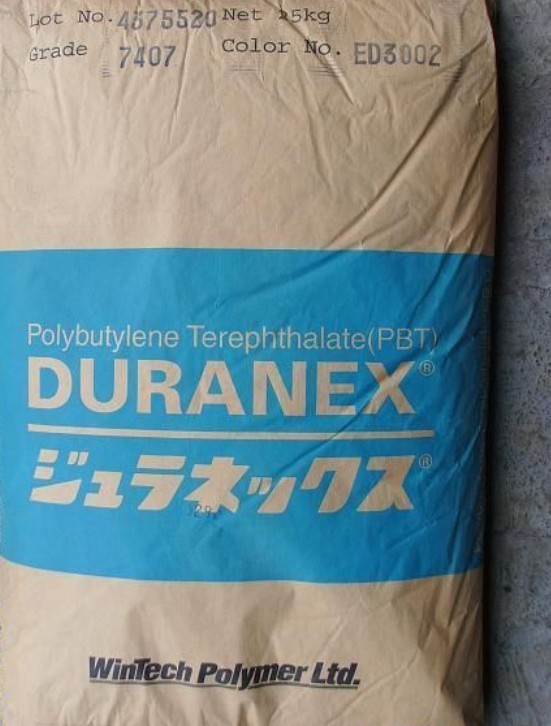 Lot No. 4875520 Net 25kg
Grade 7407 Color No. ED3002
Polybutylene Terephthalate(PBT)
DURANEX®
ジュラネックス®
WinTech Polymer Ltd.